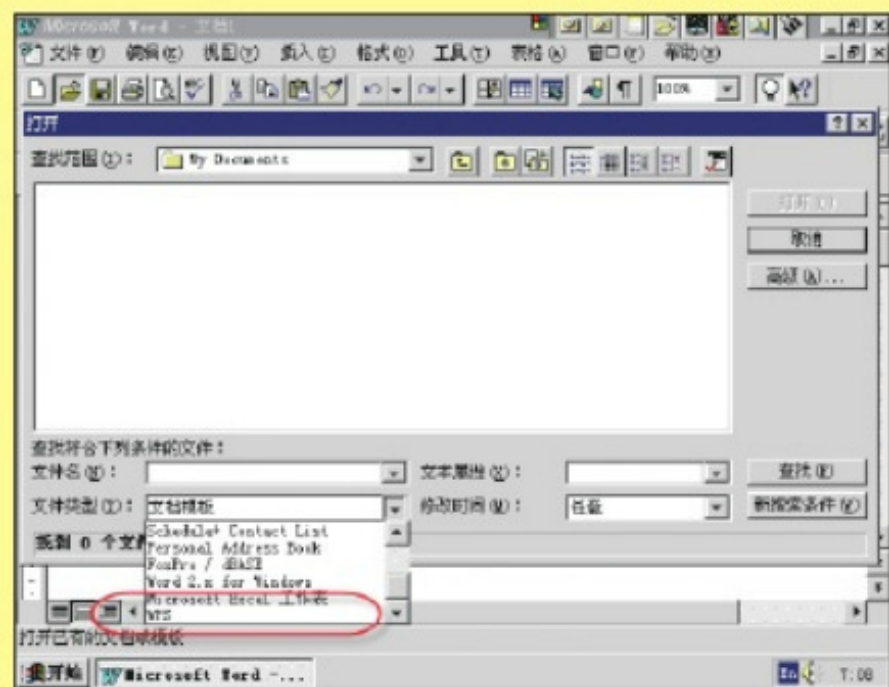 Microsoft Word - 文档1
文件(F) 编辑(E) 视图(V) 插入(I) 格式(O) 工具(T) 表格(A) 窗口(W) 帮助(H)
100%
打开
查找范围(I): My Documents
打开(O)
取消
高级(A)...
查找符合下列条件的文件:
文件名(N): 文本属性(X): 查找(F)
文件类型(T): 文档模板 修改时间(M): 任意 新搜索条件(W)
找到 0 个文件
Schedule+ Contact List
Personal Address Book
FoxPro / dBASE
Word 2.x for Windows
Microsoft Excel 工作表
WPS
打开已有的文档或模板
开始 Microsoft Word -... En 7:08